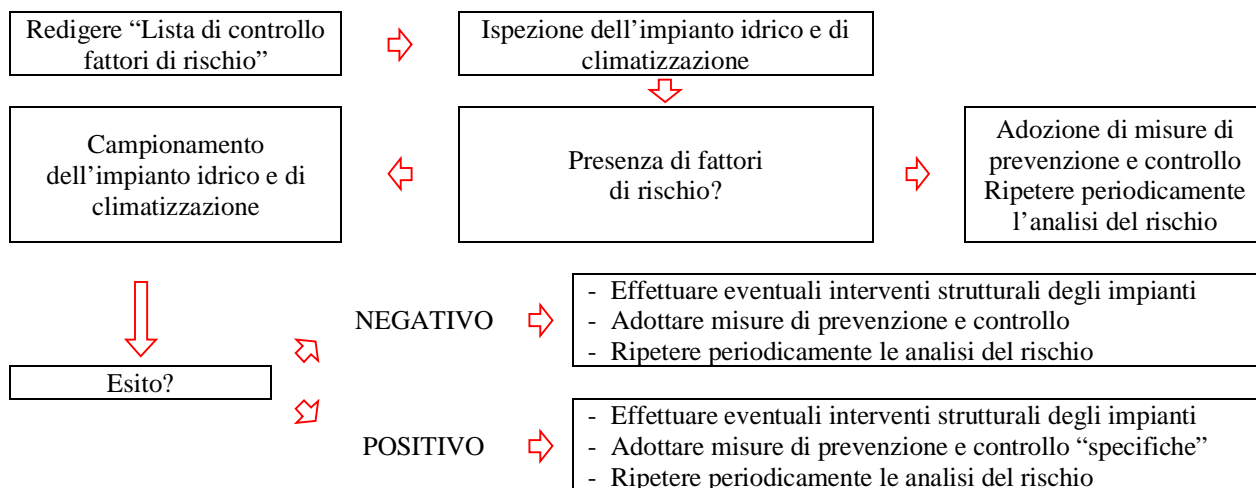 Redigere “Lista di controllo
fattori di rischio”
Ispezione dell’impianto idrico e di
climatizzazione
Campionamento
dell’impianto idrico e di
climatizzazione
Presenza di fattori
di rischio?
Adozione di misure di
prevenzione e controllo
Ripetere periodicamente
l’analisi del rischio
Esito?
NEGATIVO
- Effettuare eventuali interventi strutturali degli impianti
- Adottare misure di prevenzione e controllo
- Ripetere periodicamente le analisi del rischio
POSITIVO
- Effettuare eventuali interventi strutturali degli impianti
- Adottare misure di prevenzione e controllo “specifiche”
- Ripetere periodicamente le analisi del rischio